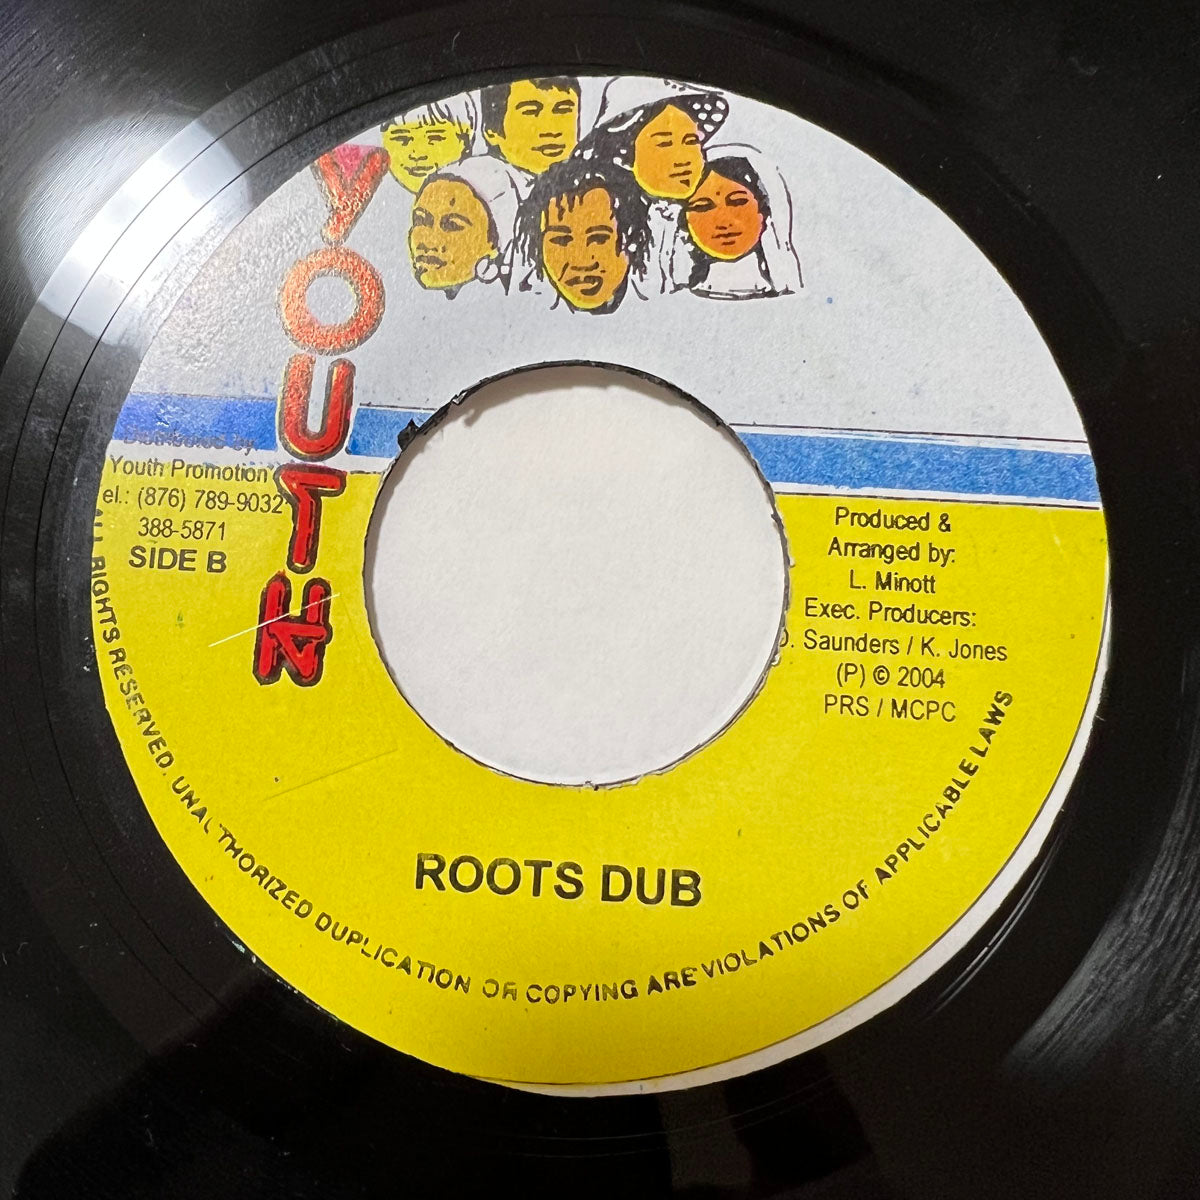 YOUTH
Distributed by
Youth Promotion
el.: (876) 789-9032
388-5871
SIDE B
Produced &
Arranged by:
L. Minott
Exec. Producers:
D. Saunders / K. Jones
(P) © 2004
PRS / MCPC
ROOTS DUB
ALL RIGHTS RESERVED. UNAUTHORIZED DUPLICATION OR COPYING ARE VIOLATIONS OF APPLICABLE LAWS